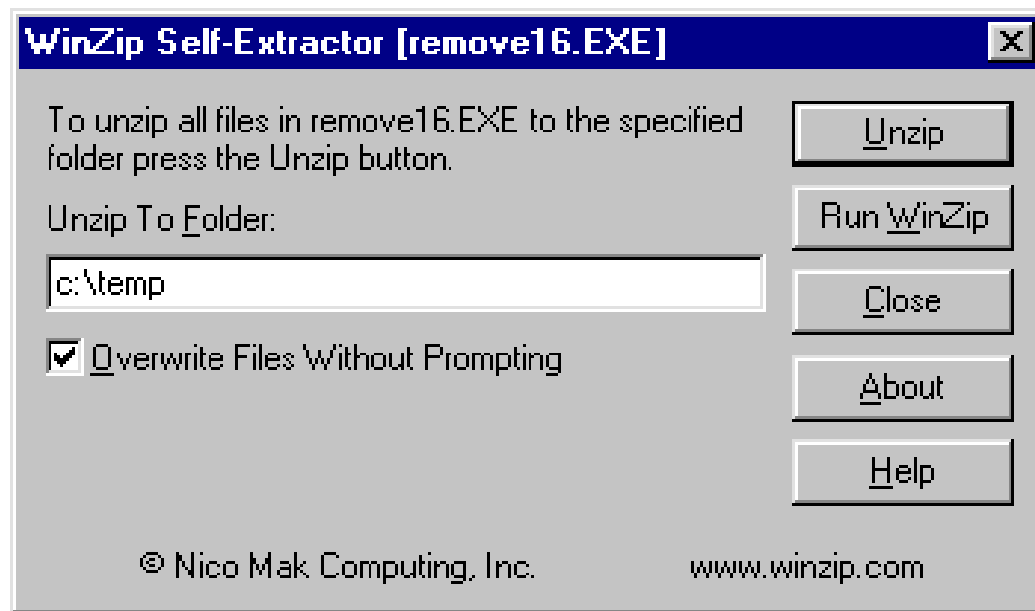 WinZip Self-Extractor [remove16.EXE]
To unzip all files in remove16.EXE to the specified
folder press the Unzip button.
Unzip To Folder:
c:\temp
Overwrite Files Without Prompting
Unzip
Run WinZip
Close
About
Help
© Nico Mak Computing, Inc.
www.winzip.com